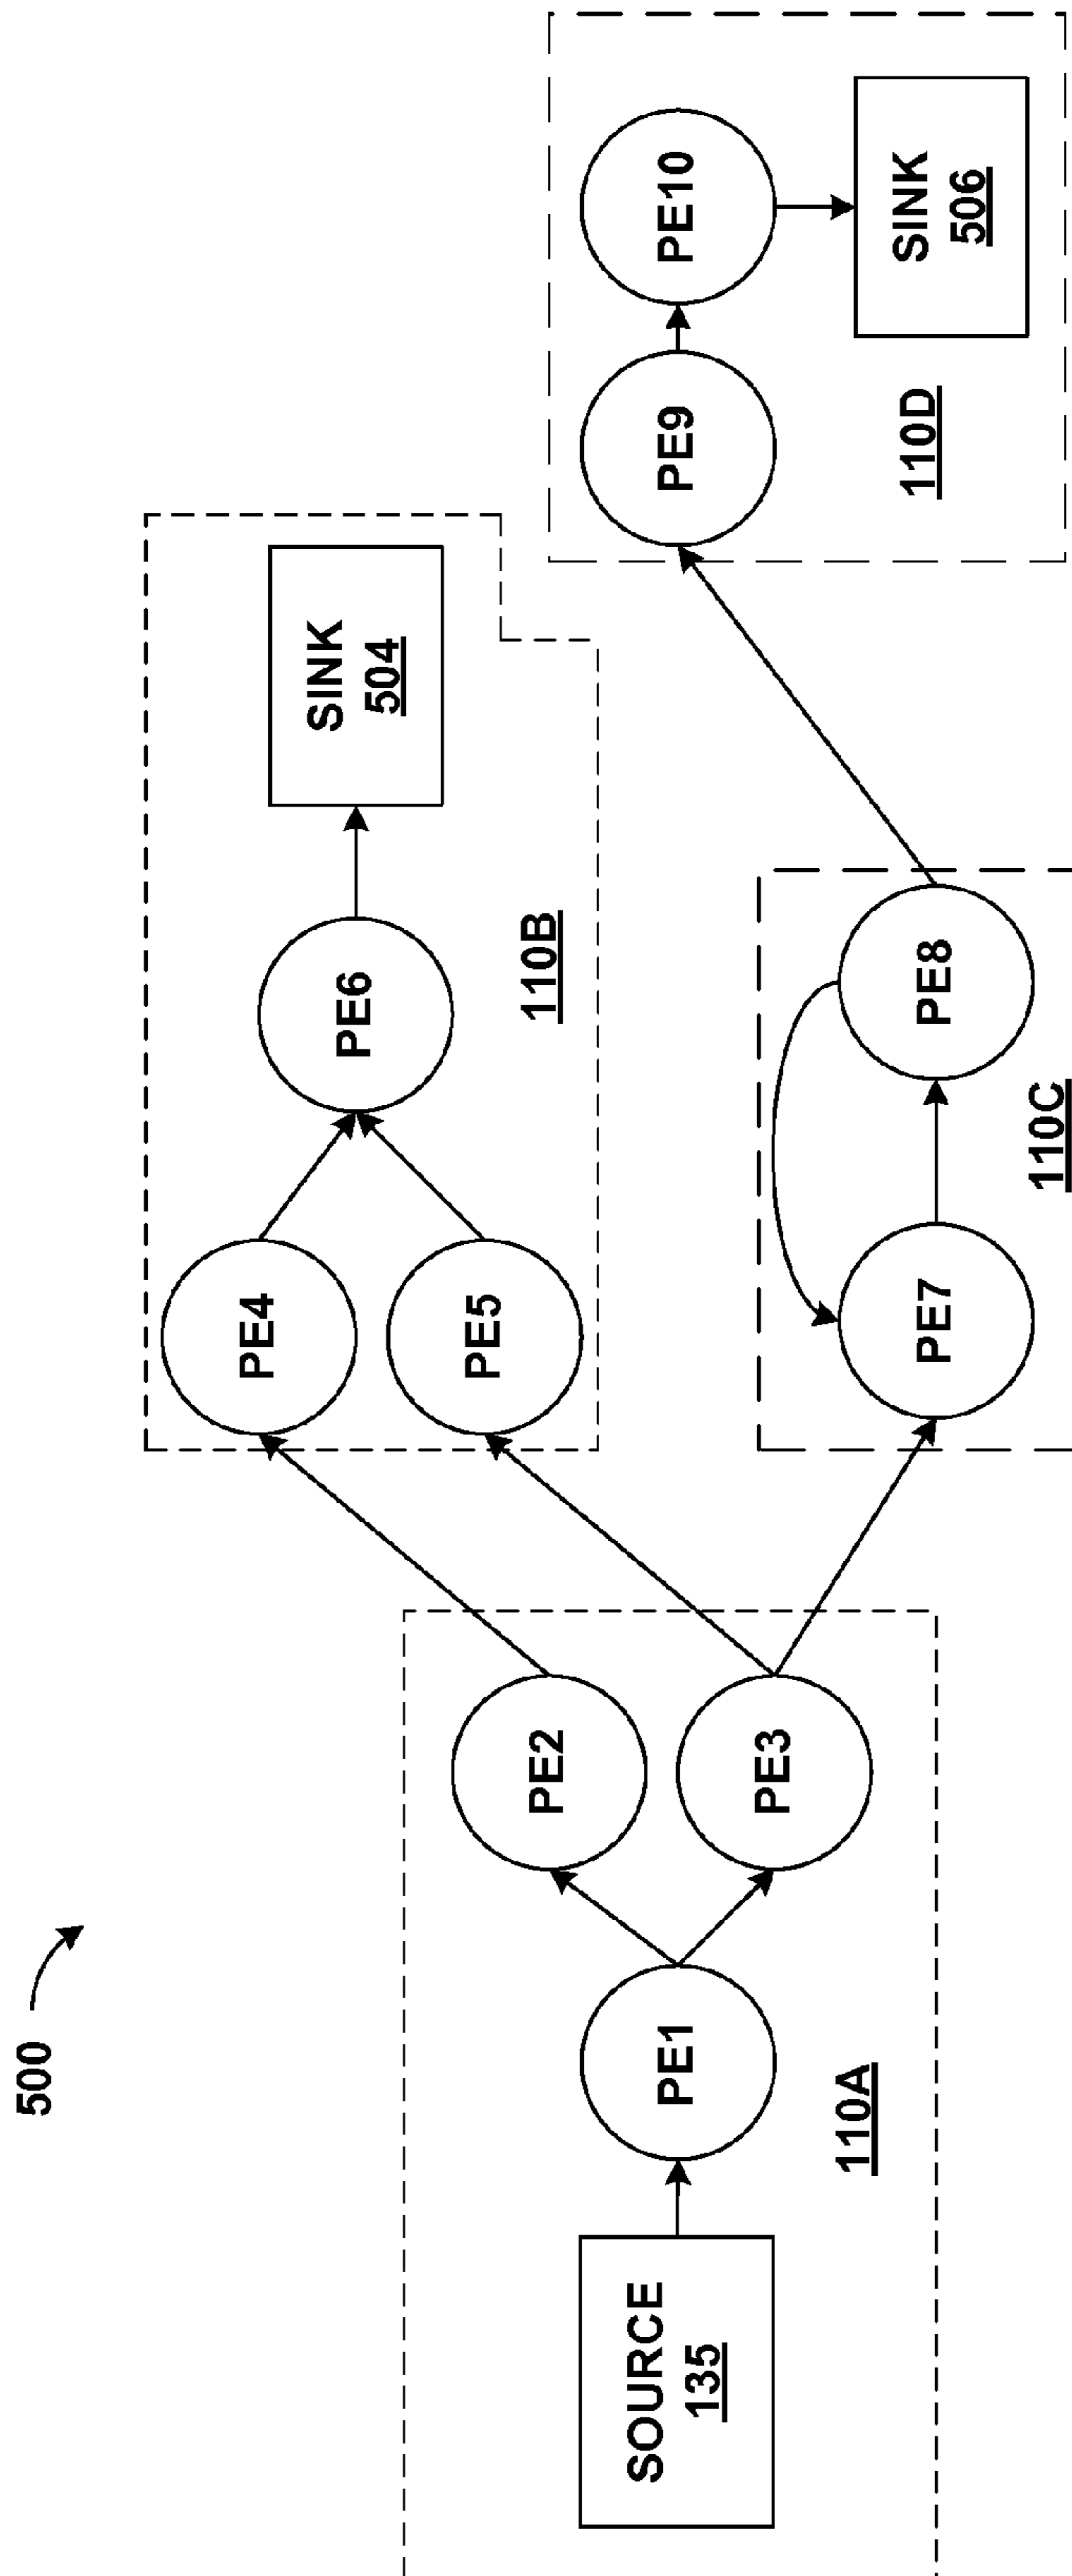 500
SOURCE
135
PE1
110A
PE2
PE3
PE4
PE5
PE6
SINK
504
110B
PE7
PE8
110C
PE9
PE10
SINK
506
110D